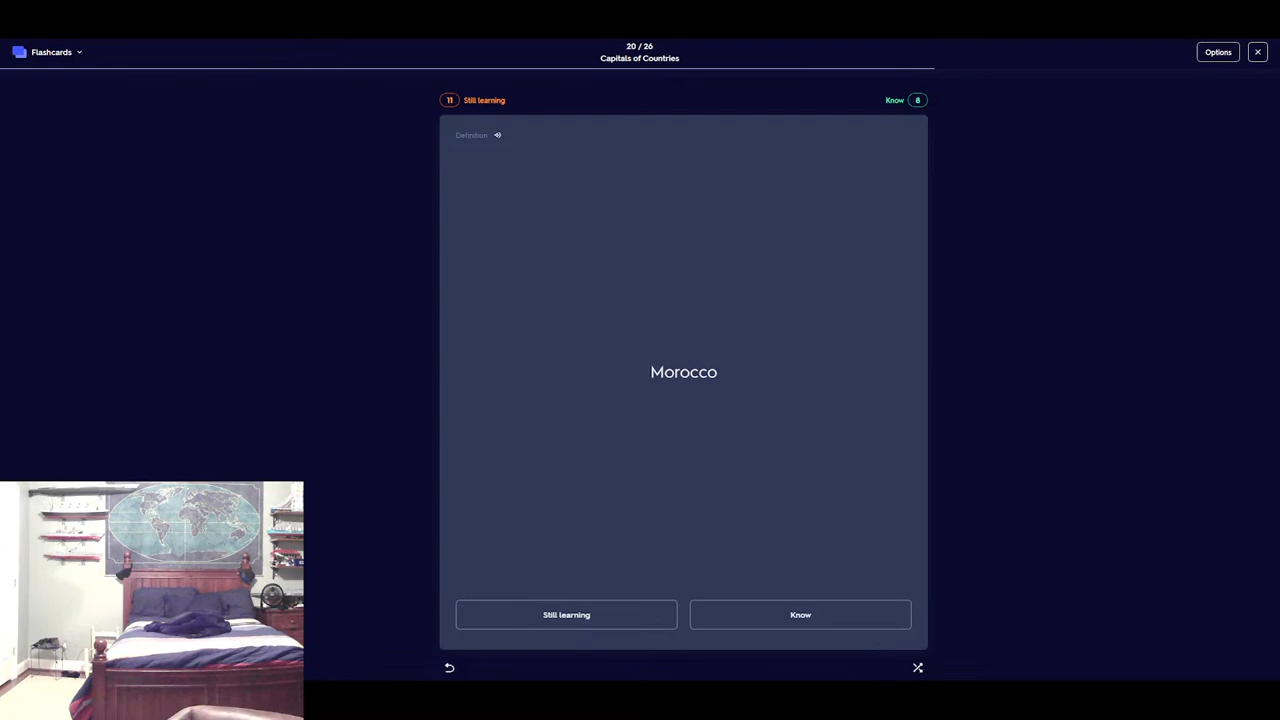 Flashcards
20 / 26
Capitals of Countries
Options
11 Still learning
Know 8
Definition
Morocco
Still learning
Know